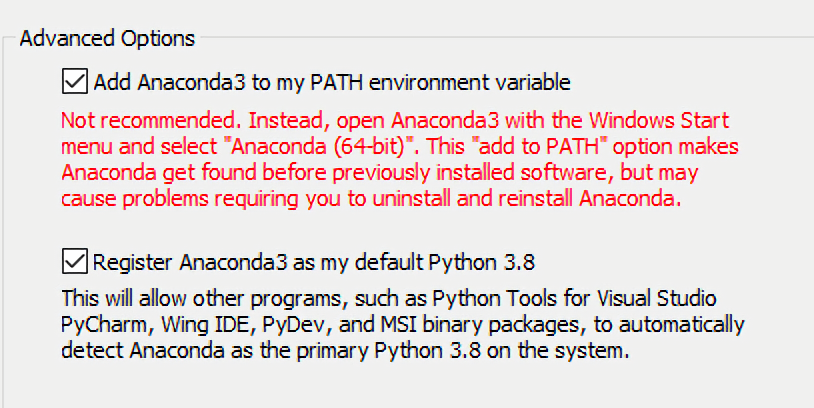 Advanced Options
Add Anaconda3 to my PATH environment variable
Not recommended. Instead, open Anaconda3 with the Windows Start
menu and select "Anaconda (64-bit)". This "add to PATH" option makes
Anaconda get found before previously installed software, but may
cause problems requiring you to uninstall and reinstall Anaconda.
Register Anaconda3 as my default Python 3.8
This will allow other programs, such as Python Tools for Visual Studio
PyCharm, Wing IDE, PyDev, and MSI binary packages, to automatically
detect Anaconda as the primary Python 3.8 on the system.